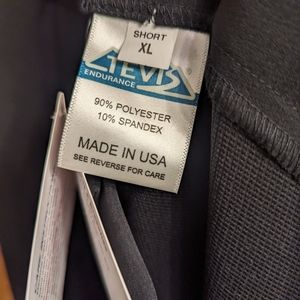 SHORT
XL
TEVIS
ENDURANCE
90% POLYESTER
10% SPANDEX
MADE IN USA
SEE REVERSE FOR CARE